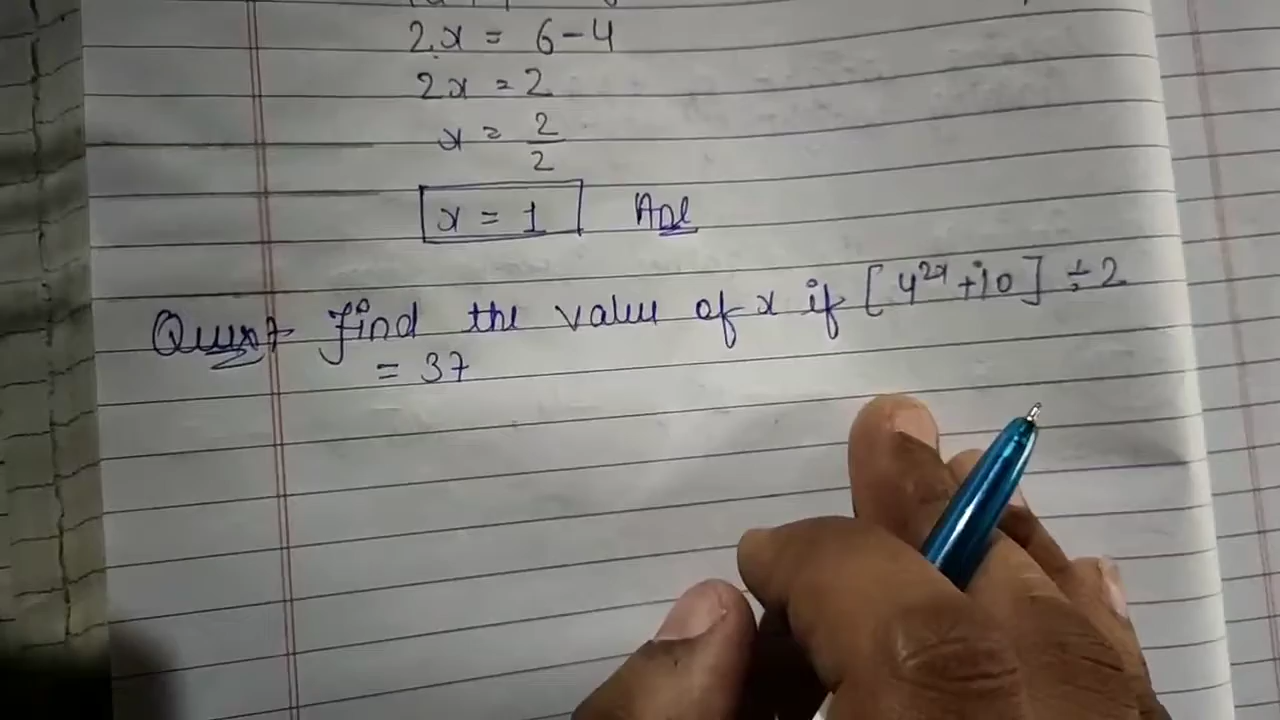 2x = 6-4
2x = 2
x = 2/2
x = 1 Ans
Quest find the value of x if [4^2x + 10] ÷ 2
= 37